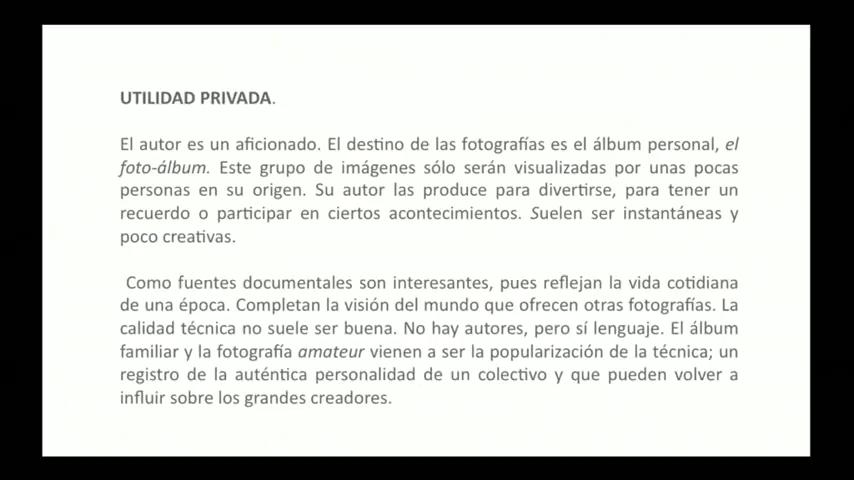 UTILIDAD PRIVADA.
El autor es un aficionado. El destino de las fotografías es el álbum personal, el
foto-álbum. Este grupo de imágenes sólo serán visualizadas por unas pocas
personas en su origen. Su autor las produce para divertirse, para tener un
recuerdo o participar en ciertos acontecimientos. Suelen ser instantáneas y
poco creativas.
Como fuentes documentales son interesantes, pues reflejan la vida cotidiana
de una época. Completan la visión del mundo que ofrecen otras fotografías. La
calidad técnica no suele ser buena. No hay autores, pero sí lenguaje. El álbum
familiar y la fotografía amateur vienen a ser la popularización de la técnica; un
registro de la auténtica personalidad de un colectivo y que pueden volver a
influir sobre los grandes creadores.